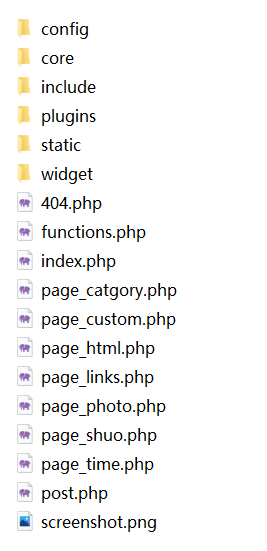 config
core
include
plugins
static
widget
404.php
functions.php
index.php
page_catgory.php
page_custom.php
page_html.php
page_links.php
page_photo.php
page_shuo.php
page_time.php
post.php
screenshot.png